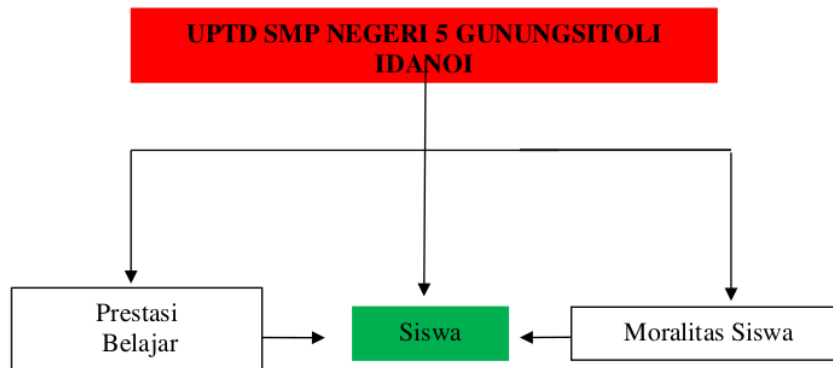 UPTD SMP NEGERI 5 GUNUNGSITOLI
IDANOI
Prestasi
Belajar
Siswa
Moralitas Siswa